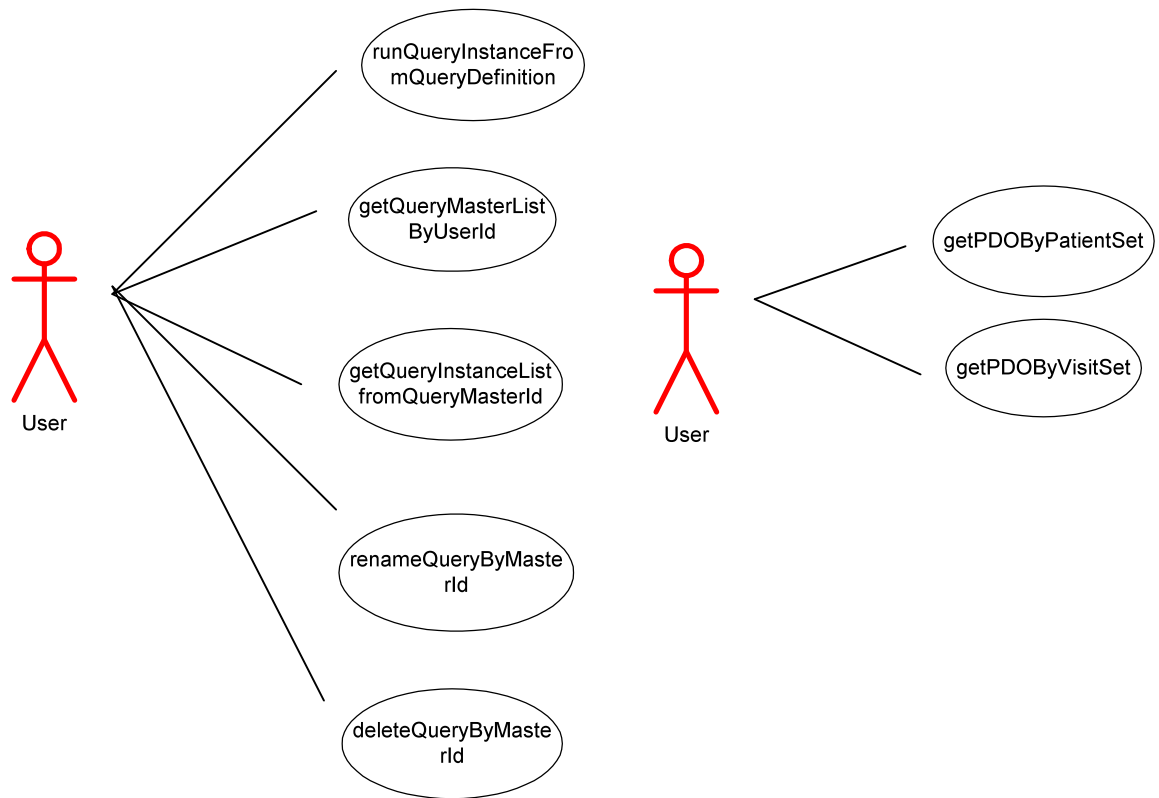 runQueryInstanceFro
mQueryDefinition
getQueryMasterList
ByUserId
getQueryInstanceList
fromQueryMasterId
renameQueryByMaste
rId
deleteQueryByMaste
rId
User
getPDOByPatientSet
getPDOByVisitSet
User